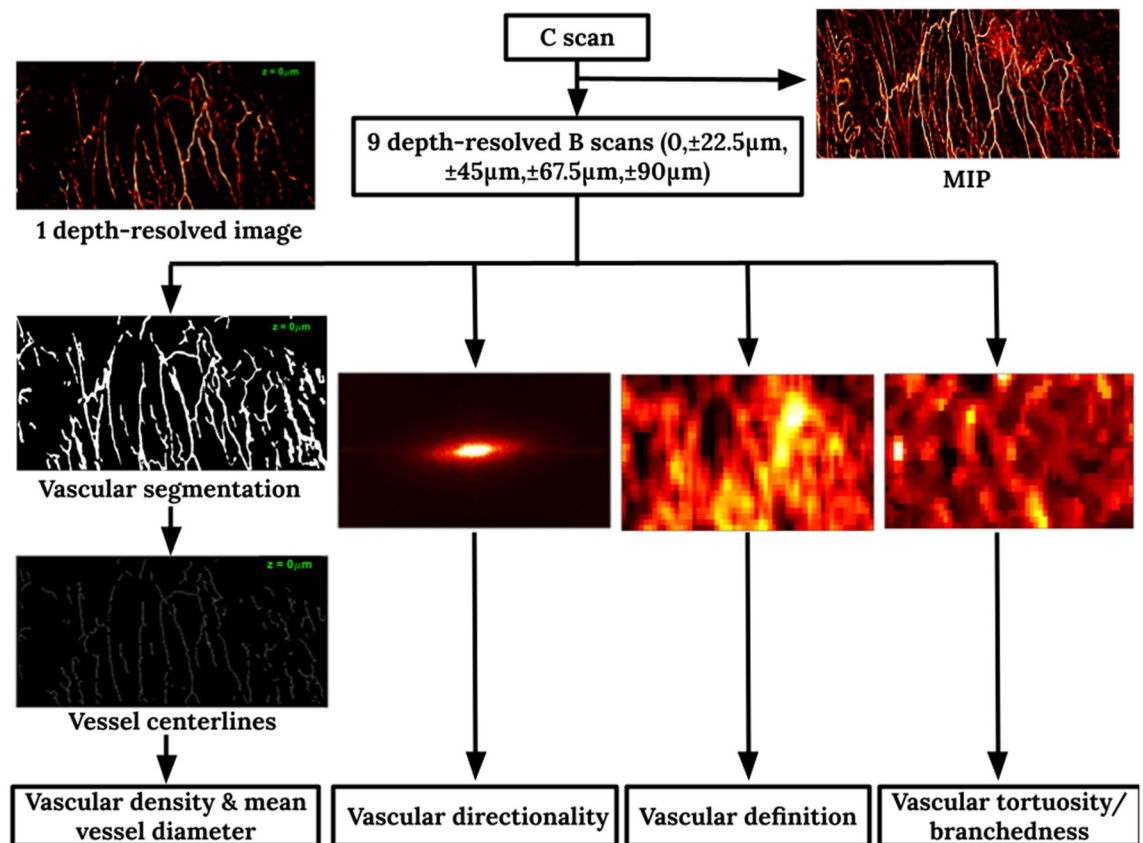 C scan
z = 0µm
1 depth-resolved image
9 depth-resolved B scans (0,±22.5µm,
±45µm,±67.5µm,±90µm)
MIP
z = 0µm
Vascular segmentation
z = 0µm
Vessel centerlines
Vascular density & mean
vessel diameter
Vascular directionality
Vascular definition
Vascular tortuosity/
branchedness